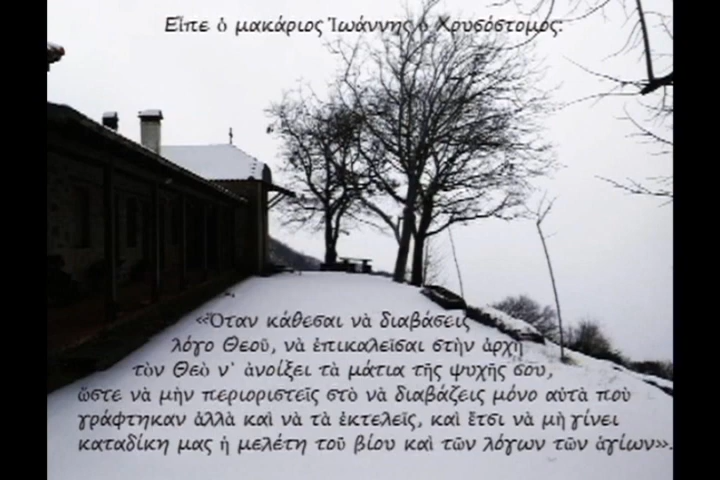 Εἶπε ὁ μακάριος Ἰωάννης ὁ Χρυσόστομος:
«Ὅταν κάθεσαι νὰ διαβάσεις
λόγο Θεοῦ, νὰ ἐπικαλεῖσαι στὴν ἀρχὴ
τὸν Θεὸ ν' ἀνοίξει τὰ μάτια τῆς ψυχῆς σου,
ὥστε νὰ μὴν περιοριστεῖς στὸ νὰ διαβάζεις μόνο αὐτὰ ποὺ
γράφτηκαν ἀλλὰ καὶ νὰ τὰ ἐκτελεῖς, καὶ ἔτσι νὰ μὴ γίνει
καταδίκη μας ἡ μελέτη τοῦ βίου καὶ τῶν λόγων τῶν ἁγίων».